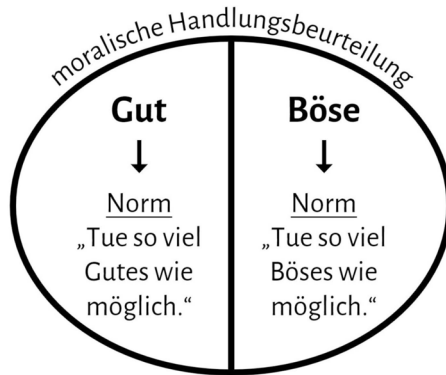 moralische Handlungsbeurteilung
Gut
↓
Norm
„Tue so viel
Gutes wie
möglich.“
Böse
↓
Norm
„Tue so viel
Böses wie
möglich.“